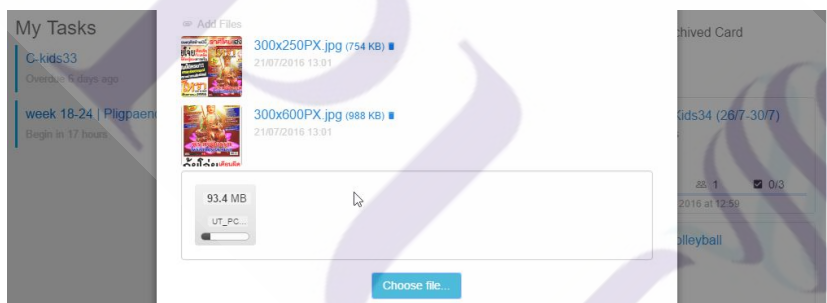 My Tasks
C-kids33
Overdue 6 days ago
week 18-24 | Pligpaen
Begin in 17 hours
Add Files
300x250PX.jpg (754 KB)
21/07/2016 13:01
300x600PX.jpg (988 KB)
21/07/2016 13:01
93.4 MB
UT_PC...
Choose file...
chived Card
Kids34 (26/7-30/7)
1
0/3
2016 at 12:59
olleyball